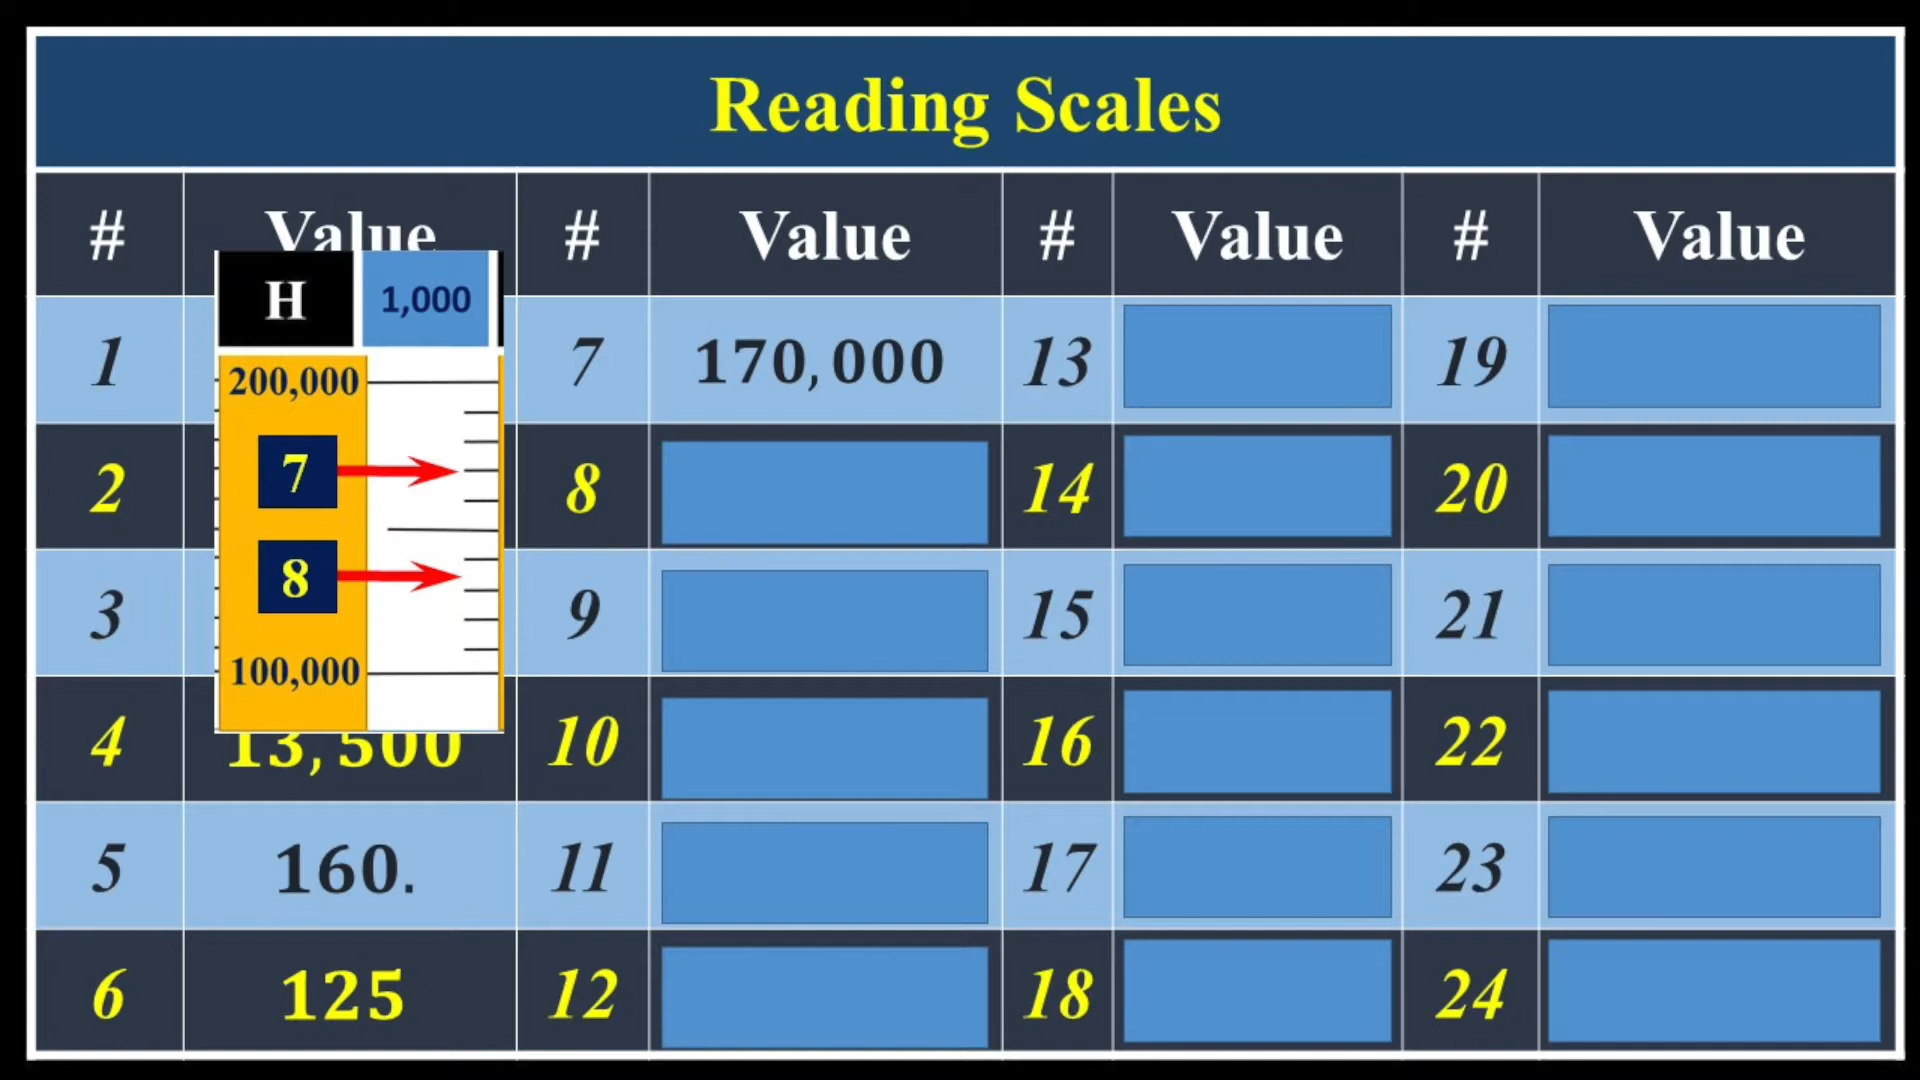 Reading Scales
# Value # Value # Value # Value
H 1,000
1 7 170,000 13 19
200,000
7
2 8 14 20
8
3 9 15 21
100,000
4 13,500 10 16 22
5 160. 11 17 23
6 125 12 18 24